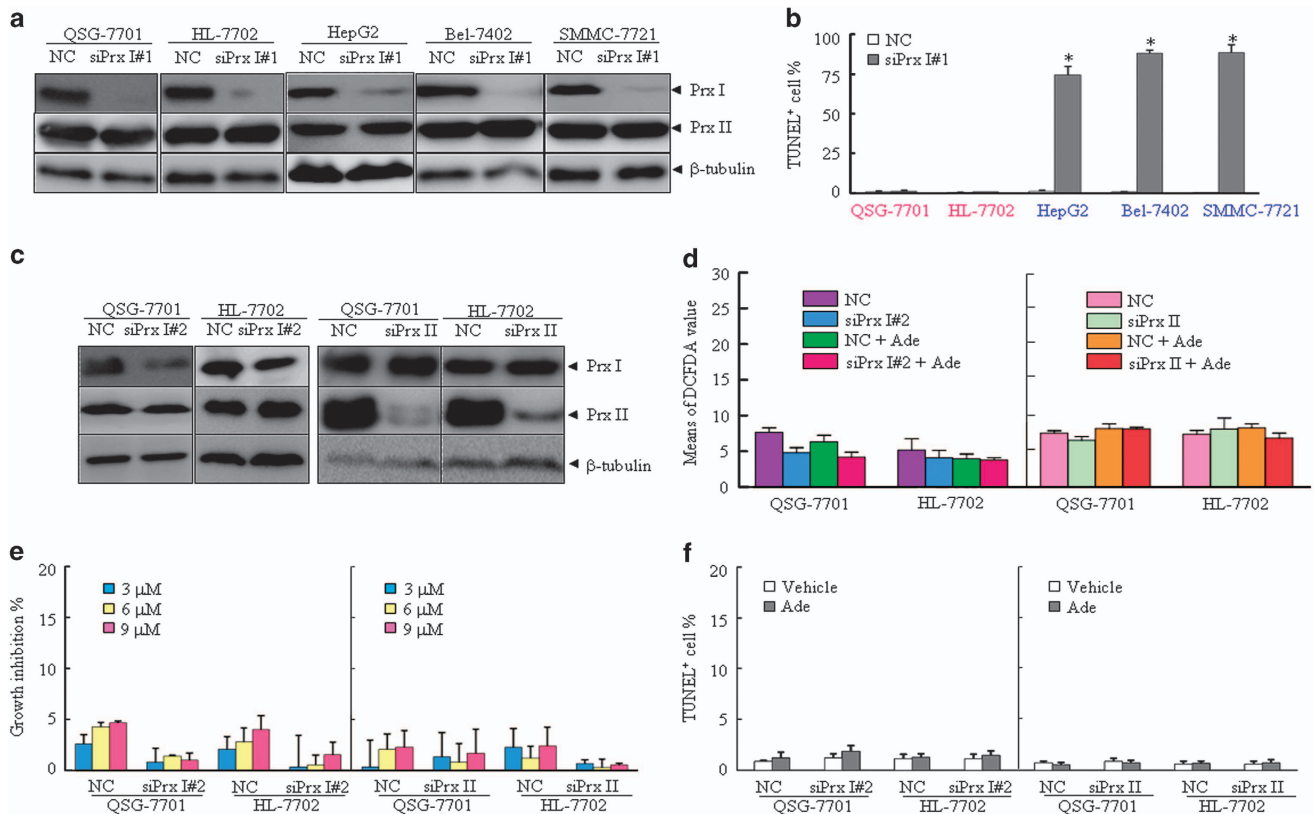 a
QSG-7701 HL-7702 HepG2 Bel-7402 SMMC-7721
NC siPrx I#1 NC siPrx I#1 NC siPrx I#1 NC siPrx I#1 NC siPrx I#1
Prx I
Prx II
β-tubulin
b
NC
siPrx I#1
TUNEL⁺ cell %
100
75
50
25
0
* * *
QSG-7701 HL-7702 HepG2 Bel-7402 SMMC-7721
c
QSG-7701 HL-7702 QSG-7701 HL-7702
NC siPrx I#2 NC siPrx I#2 NC siPrx II NC siPrx II
Prx I
Prx II
β-tubulin
d
Means of DCFDA value
30
25
20
15
10
5
0
NC
siPrx I#2
NC + Ade
siPrx I#2 + Ade
NC
siPrx II
NC + Ade
siPrx II + Ade
QSG-7701 HL-7702 QSG-7701 HL-7702
e
Growth inhibition %
20
15
10
5
0
3 μM
6 μM
9 μM
3 μM
6 μM
9 μM
NC siPrx I#2 NC siPrx I#2 NC siPrx II NC siPrx II
QSG-7701 HL-7702 QSG-7701 HL-7702
f
TUNEL⁺ cell %
20
15
10
5
0
Vehicle
Ade
Vehicle
Ade
NC siPrx I#2 NC siPrx I#2 NC siPrx II NC siPrx II
QSG-7701 HL-7702 QSG-7701 HL-7702